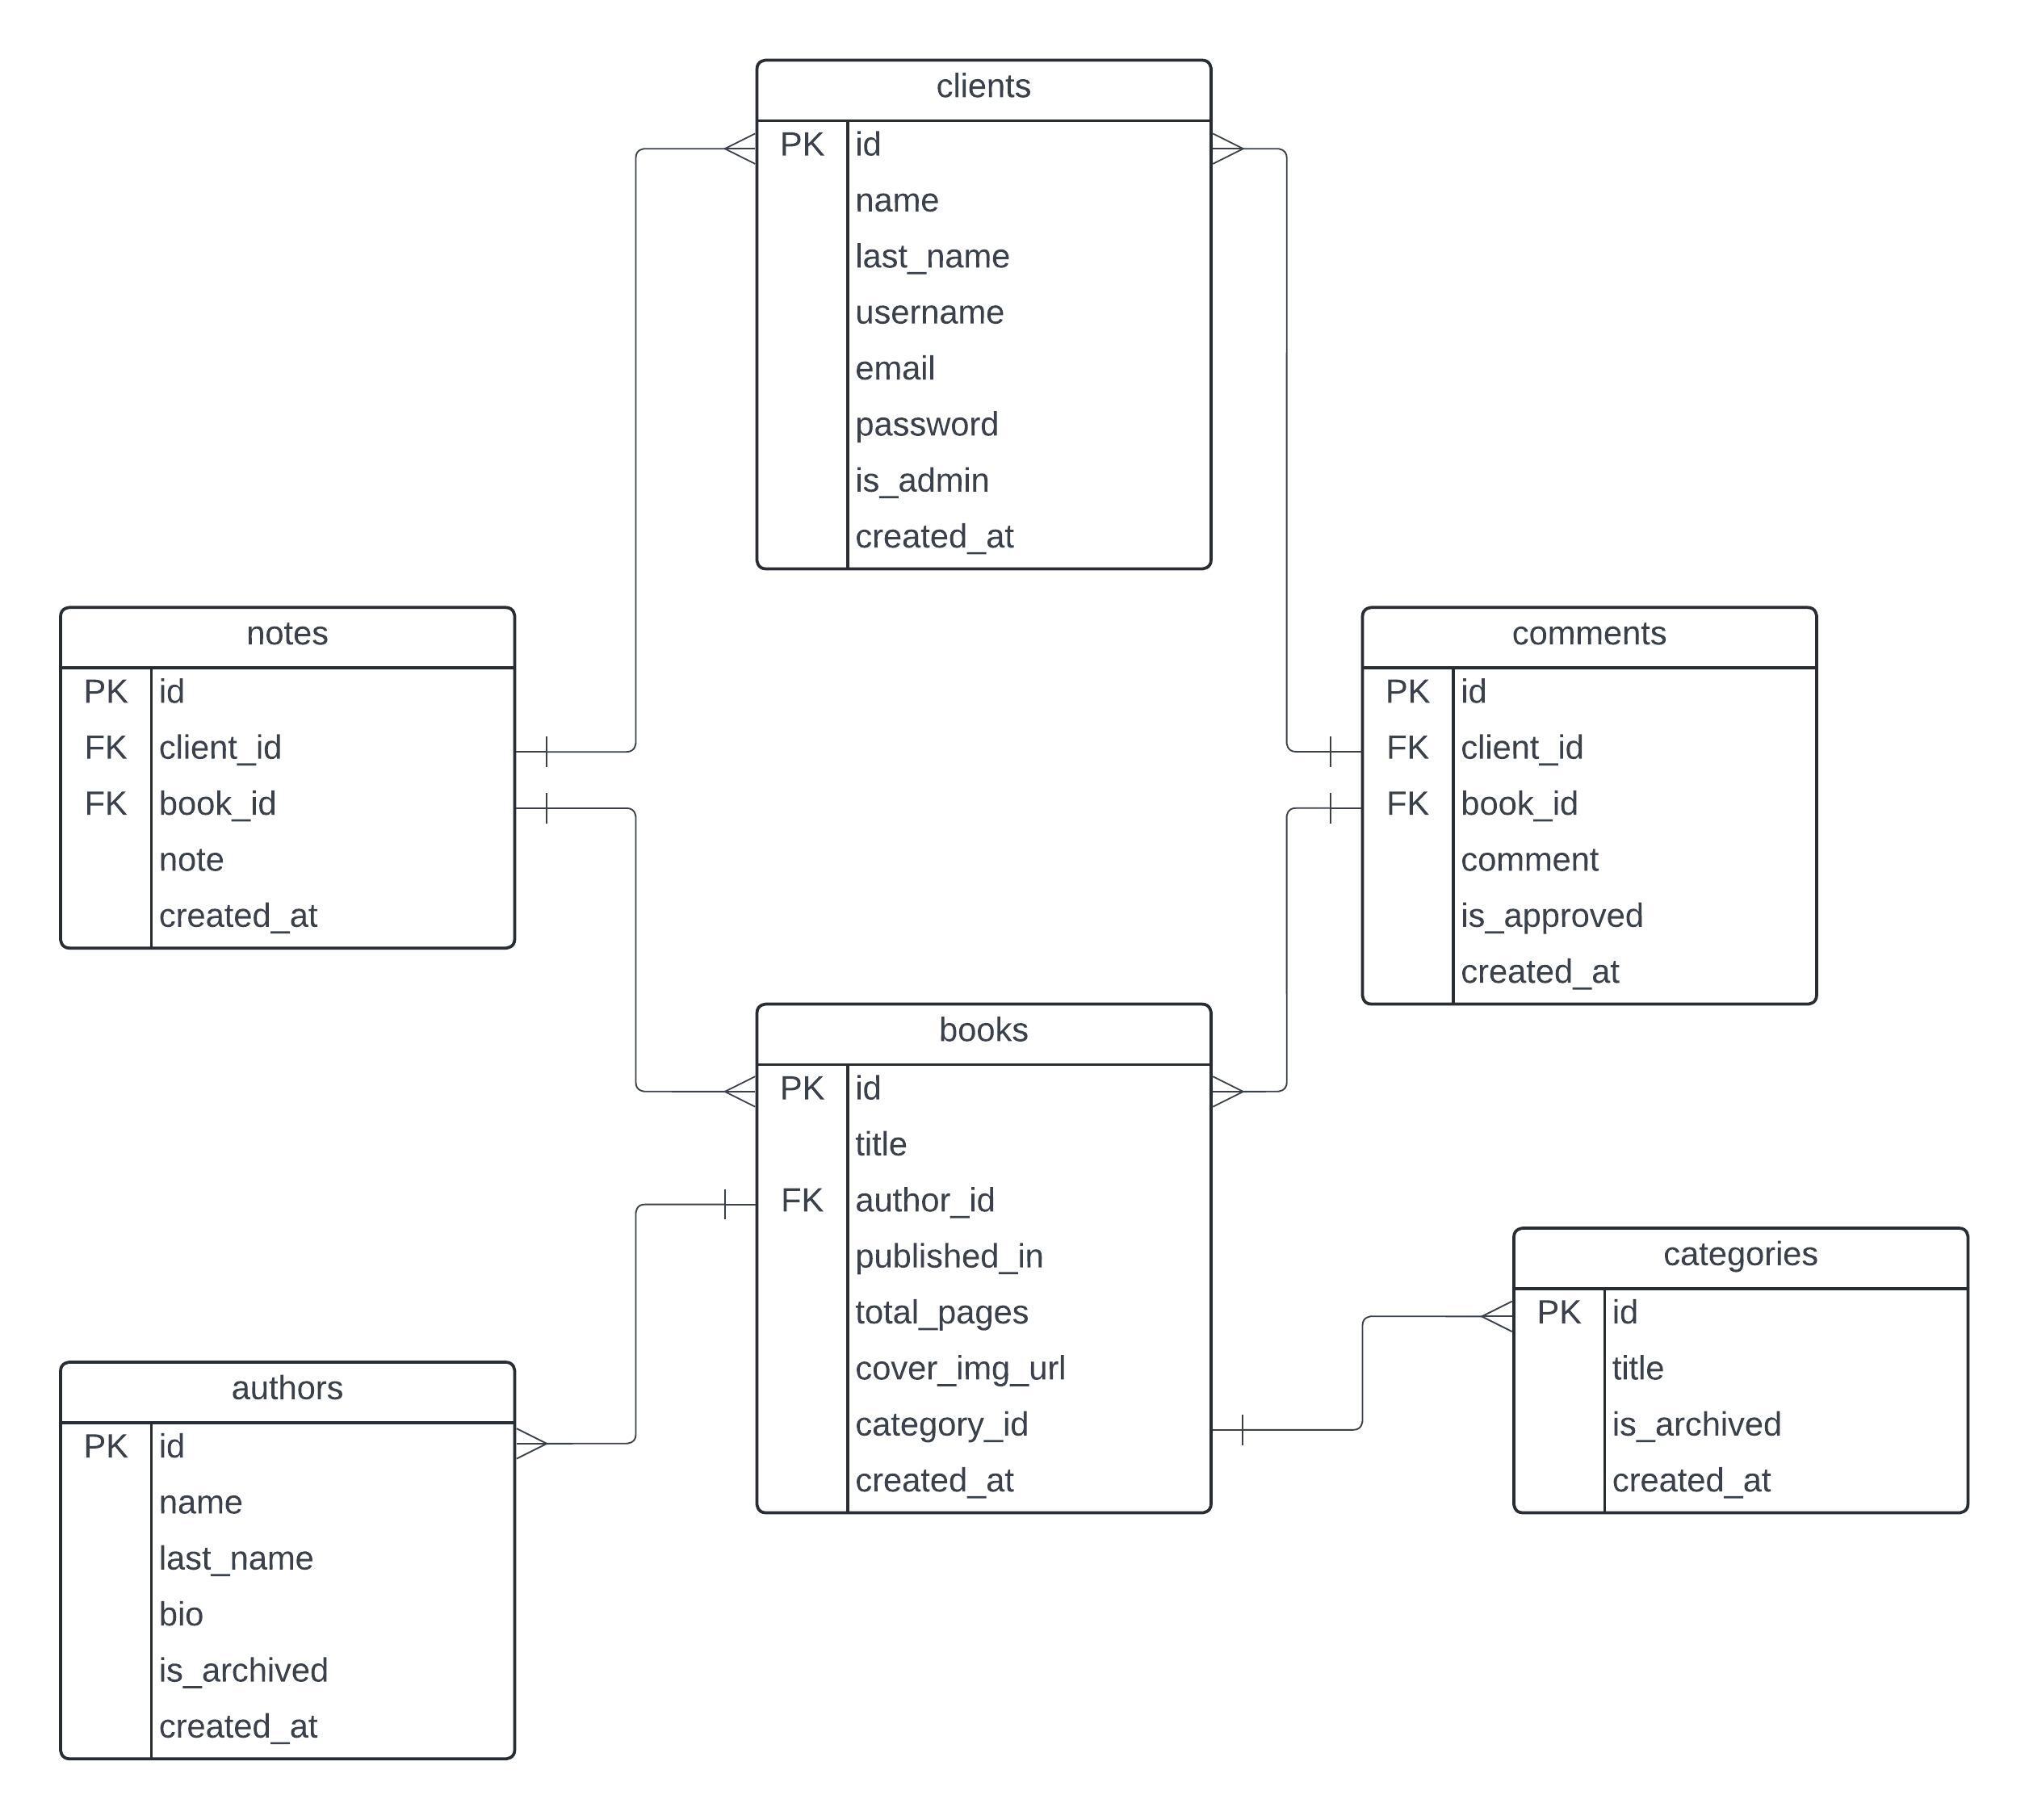 clients
PK id
name
last_name
username
email
password
is_admin
created_at
notes
PK id
FK client_id
FK book_id
note
created_at
comments
PK id
FK client_id
FK book_id
comment
is_approved
created_at
books
PK id
title
FK author_id
published_in
total_pages
cover_img_url
category_id
created_at
categories
PK id
title
is_archived
created_at
authors
PK id
name
last_name
bio
is_archived
created_at